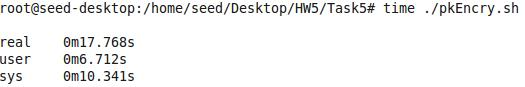 root@seed-desktop:/home/seed/Desktop/HW5/Task5# time ./pkEncry.sh
real 0m17.768s
user 0m6.712s
sys 0m10.341s